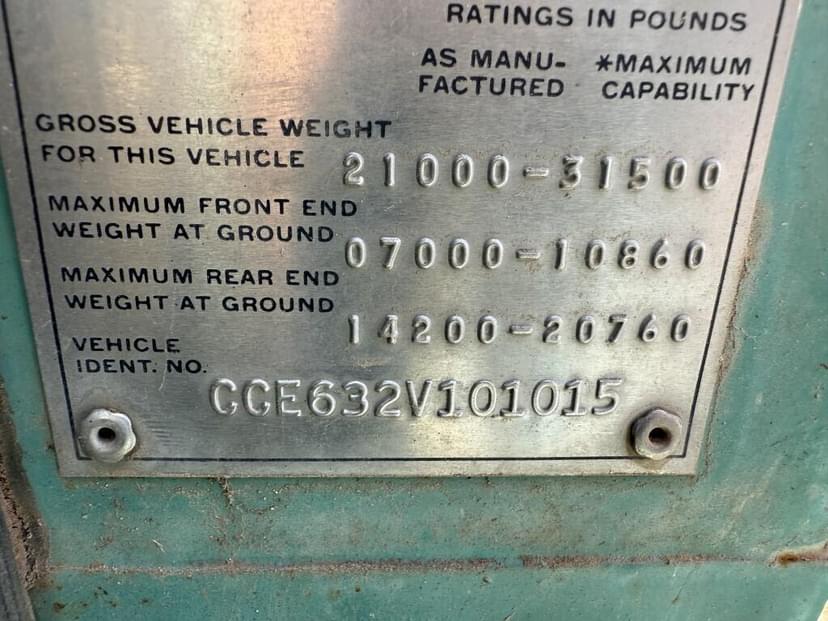 RATINGS IN POUNDS
AS MANU- *MAXIMUM
FACTURED CAPABILITY
GROSS VEHICLE WEIGHT
FOR THIS VEHICLE 21000-31500
MAXIMUM FRONT END
WEIGHT AT GROUND 07000-10860
MAXIMUM REAR END
WEIGHT AT GROUND 14200-20760
VEHICLE
IDENT. NO. CCE632V101015